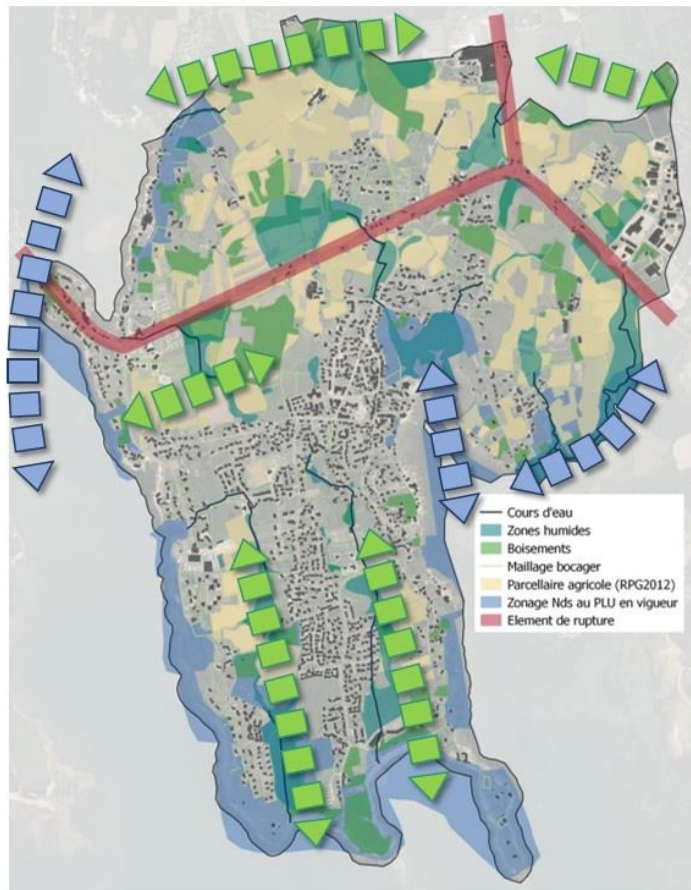 Cours d'eau
Zones humides
Boisements
Maillage bocager
Parcellaire agricole (RPG2012)
Zonage Nds au PLU en vigueur
Element de rupture